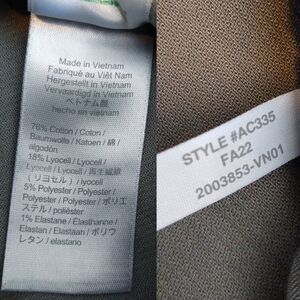 Made in Vietnam
Fabriqué au Viêt Nam
Hergestellt in Vietnam
Vervaardigd in Vietnam
ベトナム製
hecho en vietnam
76% Cotton / Coton /
Baumwolle / Katoen / 綿 /
algodón
18% Lyocell / Lyocell /
Lyocell / Lyocell / 再生繊維
(リヨセル) / lyocell
5% Polyester / Polyester /
Polyester / Polyester / ポリエ
ステル / poliéster
1% Elastane / Élasthanne /
Elastan / Elastaan / ポリウ
レタン / elastano
STYLE #AC335
FA22
2003853-VN01